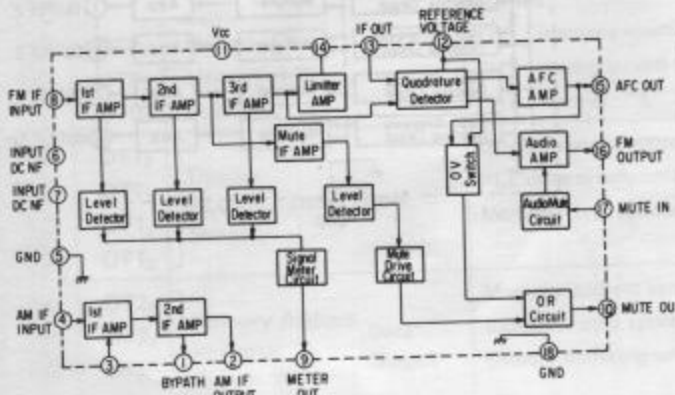 REFERENCE
VOLTAGE
Vcc
IF OUT
11
14
13
12
FM IF
INPUT
8
1st
IF AMP
2nd
IF AMP
3rd
IF AMP
Limitter
AMP
Quadrature
Detector
AFC
AMP
15
AFC OUT
INPUT
DC NF
6
Mute
IF AMP
OV
Switch
Audio
AMP
16
FM
OUTPUT
INPUT
DC NF
7
Level
Detector
Level
Detector
Level
Detector
Level
Detector
AudioMute
Circuit
17
MUTE IN
GND
5
Signal
Meter
Circuit
Mute
Drive
Circuit
AM IF
INPUT
4
1st
IF AMP
2nd
IF AMP
OR
Circuit
10
MUTE OU
3
1
2
9
18
BYPATH
AM IF
OUTPUT
METER
OUT
GND